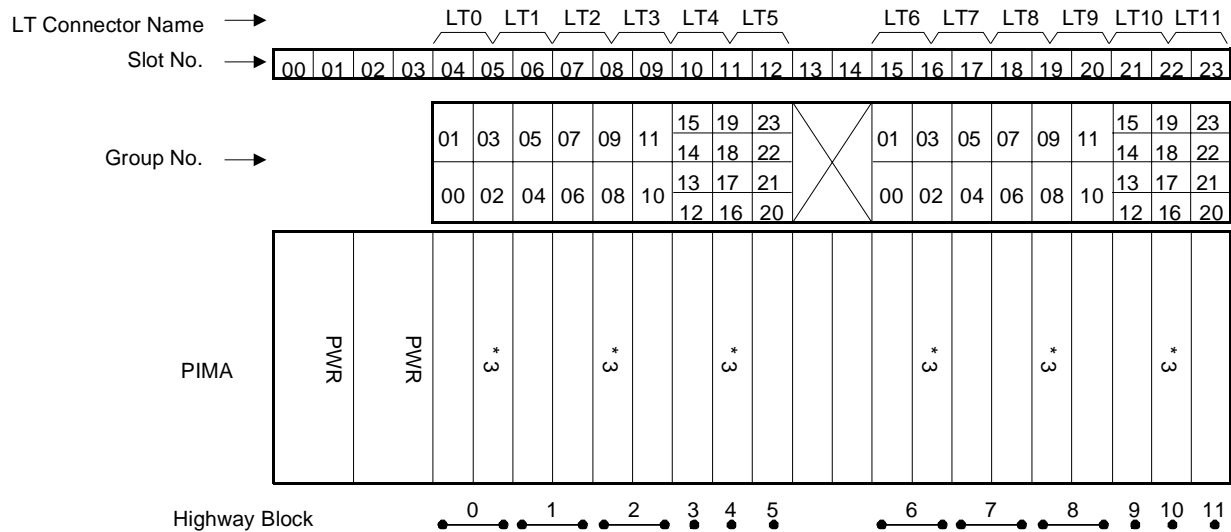 LT Connector Name LT0 LT1 LT2 LT3 LT4 LT5 LT6 LT7 LT8 LT9 LT10 LT11
Slot No. 00 01 02 03 04 05 06 07 08 09 10 11 12 13 14 15 16 17 18 19 20 21 22 23
15 19 23 15 19 23
01 03 05 07 09 11 01 03 05 07 09 11
14 18 22 14 18 22
Group No.
13 17 21 13 17 21
00 02 04 06 08 10 00 02 04 06 08 10
12 16 20 12 16 20
PIMA PWR PWR *3 *3 *3 *3 *3 *3
Highway Block 0 1 2 3 4 5 6 7 8 9 10 11